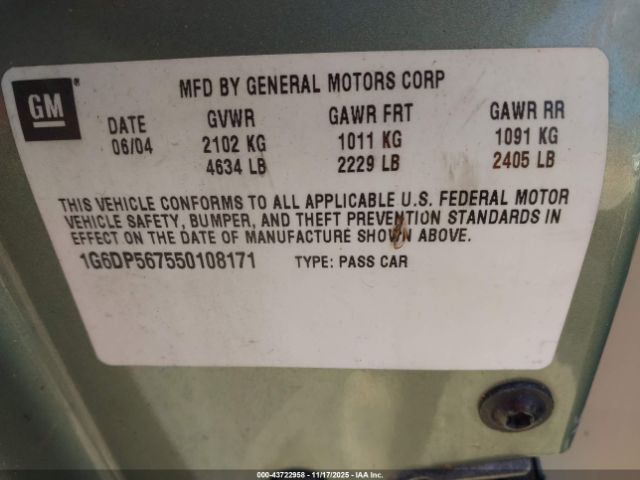 GM ®
MFD BY GENERAL MOTORS CORP
DATE GVWR GAWR FRT GAWR RR
06/04 2102 KG 1011 KG 1091 KG
4634 LB 2229 LB 2405 LB
THIS VEHICLE CONFORMS TO ALL APPLICABLE U.S. FEDERAL MOTOR
VEHICLE SAFETY, BUMPER, AND THEFT PREVENTION STANDARDS IN
EFFECT ON THE DATE OF MANUFACTURE SHOWN ABOVE.
1G6DP567550108171 TYPE: PASS CAR
000-43722958 - 11/17/2025 - IAAI.COM